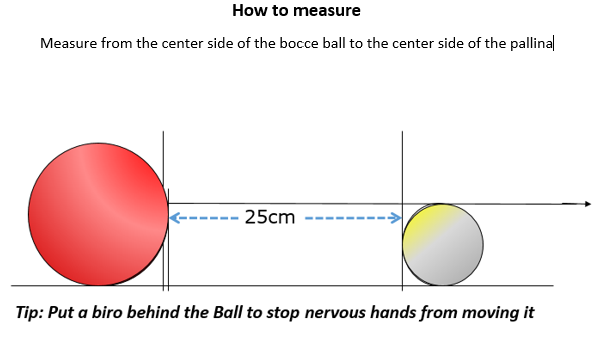 How to measure
Measure from the center side of the bocce ball to the center side of the pallina
25cm
Tip: Put a biro behind the Ball to stop nervous hands from moving it